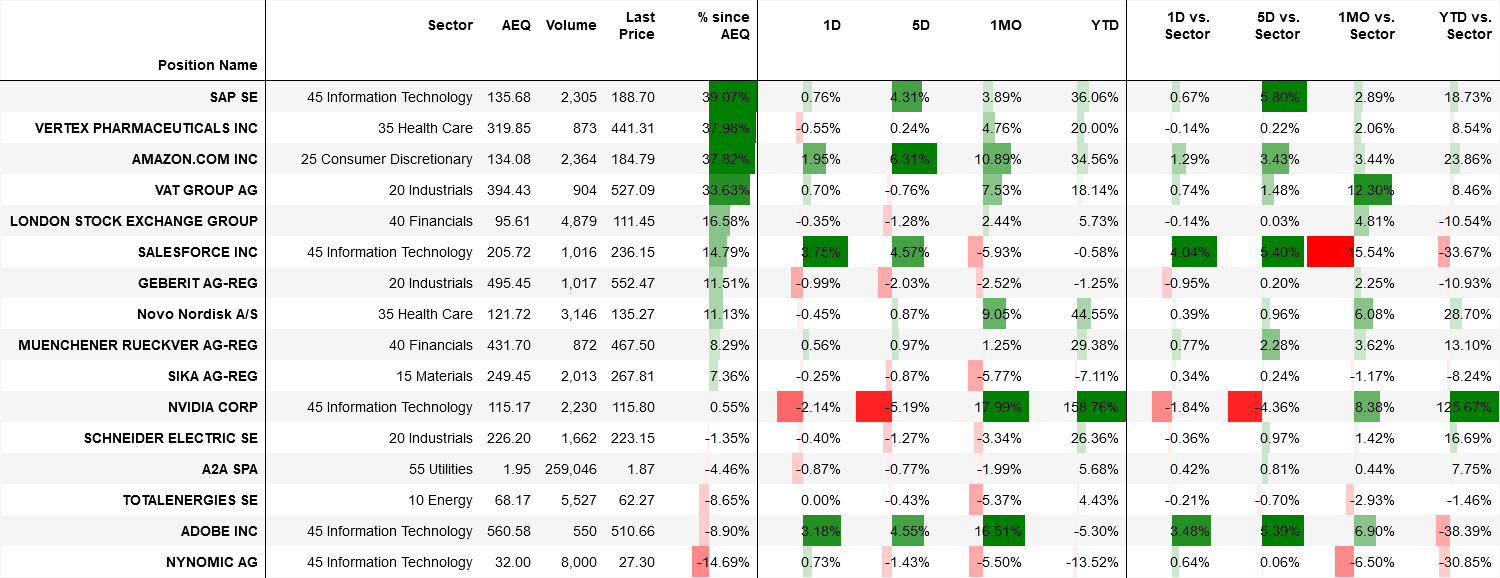 Position Name Sector AEQ Volume Last Price % since AEQ 1D 5D 1MO YTD 1D vs. Sector 5D vs. Sector 1MO vs. Sector YTD vs. Sector
SAP SE 45 Information Technology 135.68 2,305 188.70 39.07% 0.76% 4.31% 3.89% 36.06% 0.67% 5.80% 2.89% 18.73%
VERTEX PHARMACEUTICALS INC 35 Health Care 319.85 873 441.31 37.98% -0.55% 0.24% 4.76% 20.00% -0.14% 0.22% 2.06% 8.54%
AMAZON.COM INC 25 Consumer Discretionary 134.08 2,364 184.79 37.82% 1.95% 6.31% 10.89% 34.56% 1.29% 3.43% 3.44% 23.86%
VAT GROUP AG 20 Industrials 394.43 904 527.09 33.63% 0.70% -0.76% 7.53% 18.14% 0.74% 1.48% 12.30% 8.46%
LONDON STOCK EXCHANGE GROUP 40 Financials 95.61 4,879 111.45 16.58% -0.35% -1.28% 2.44% 5.73% -0.14% 0.03% 4.81% -10.54%
SALESFORCE INC 45 Information Technology 205.72 1,016 236.15 14.79% 3.75% 4.57% -5.93% -0.58% 4.04% 5.40% -15.54% -33.67%
GEBERIT AG-REG 20 Industrials 495.45 1,017 552.47 11.51% -0.99% -2.03% -2.52% -1.25% -0.95% 0.20% 2.25% -10.93%
Novo Nordisk A/S 35 Health Care 121.72 3,146 135.27 11.13% -0.45% 0.87% 9.05% 44.55% 0.39% 0.96% 6.08% 28.70%
MUENCHENER RUECKVER AG-REG 40 Financials 431.70 872 467.50 8.29% 0.56% 0.97% 1.25% 29.38% 0.77% 2.28% 3.62% 13.10%
SIKA AG-REG 15 Materials 249.45 2,013 267.81 7.36% -0.25% -0.87% -5.77% -7.11% 0.34% 0.24% -1.17% -8.24%
NVIDIA CORP 45 Information Technology 115.17 2,230 115.80 0.55% -2.14% -5.19% 17.99% 158.76% -1.84% -4.36% 8.38% 125.67%
SCHNEIDER ELECTRIC SE 20 Industrials 226.20 1,662 223.15 -1.35% -0.40% -1.27% -3.34% 26.36% -0.36% 0.97% 1.42% 16.69%
A2A SPA 55 Utilities 1.95 259,046 1.87 -4.46% -0.87% -0.77% -1.99% 5.68% 0.42% 0.81% 0.44% 7.75%
TOTALENERGIES SE 10 Energy 68.17 5,527 62.27 -8.65% 0.00% -0.43% -5.37% 4.43% -0.21% -0.70% -2.93% -1.46%
ADOBE INC 45 Information Technology 560.58 550 510.66 -8.90% 3.18% 4.55% 16.51% -5.30% 3.48% 5.39% 6.90% -38.39%
NYNOMIC AG 45 Information Technology 32.00 8,000 27.30 -14.69% 0.73% -1.43% -5.50% -13.52% 0.64% 0.06% -6.50% -30.85%